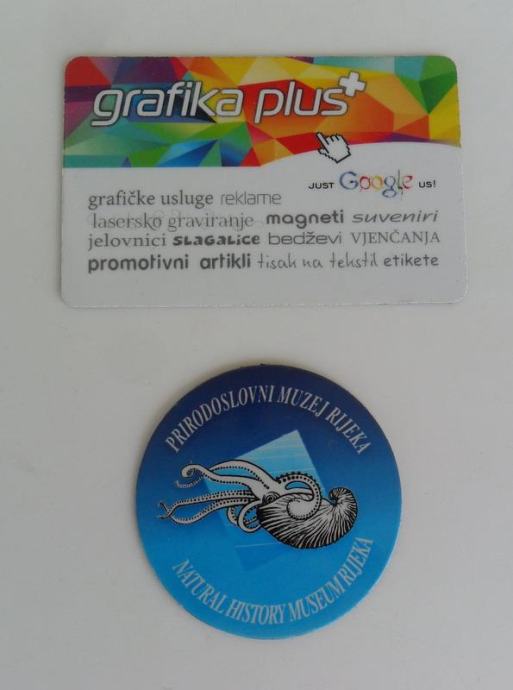 grafika plus+
JUST Google US!
grafičke usluge reklame
lasersko graviranje magneti suveniri
jelovnici SLAGALICE bedževi VJENČANJA
promotivni artikli tisak na tekstil etikete
PRIRODOSLOVNI MUZEJ RIJEKA
NATURAL HISTORY MUSEUM RIJEKA